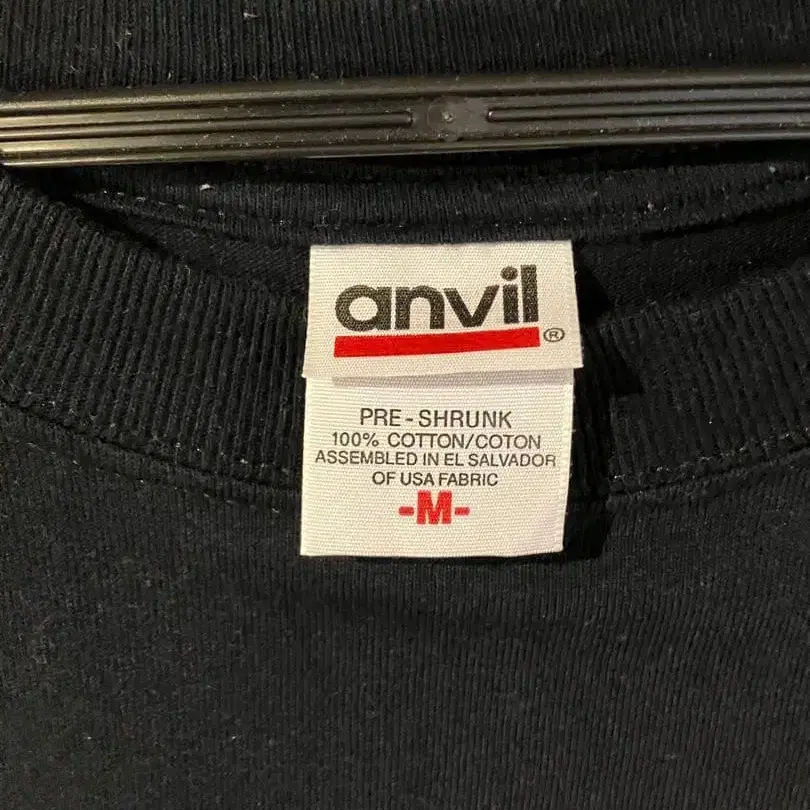 anvil®
PRE-SHRUNK
100% COTTON/COTON
ASSEMBLED IN EL SALVADOR
OF USA FABRIC
-M-